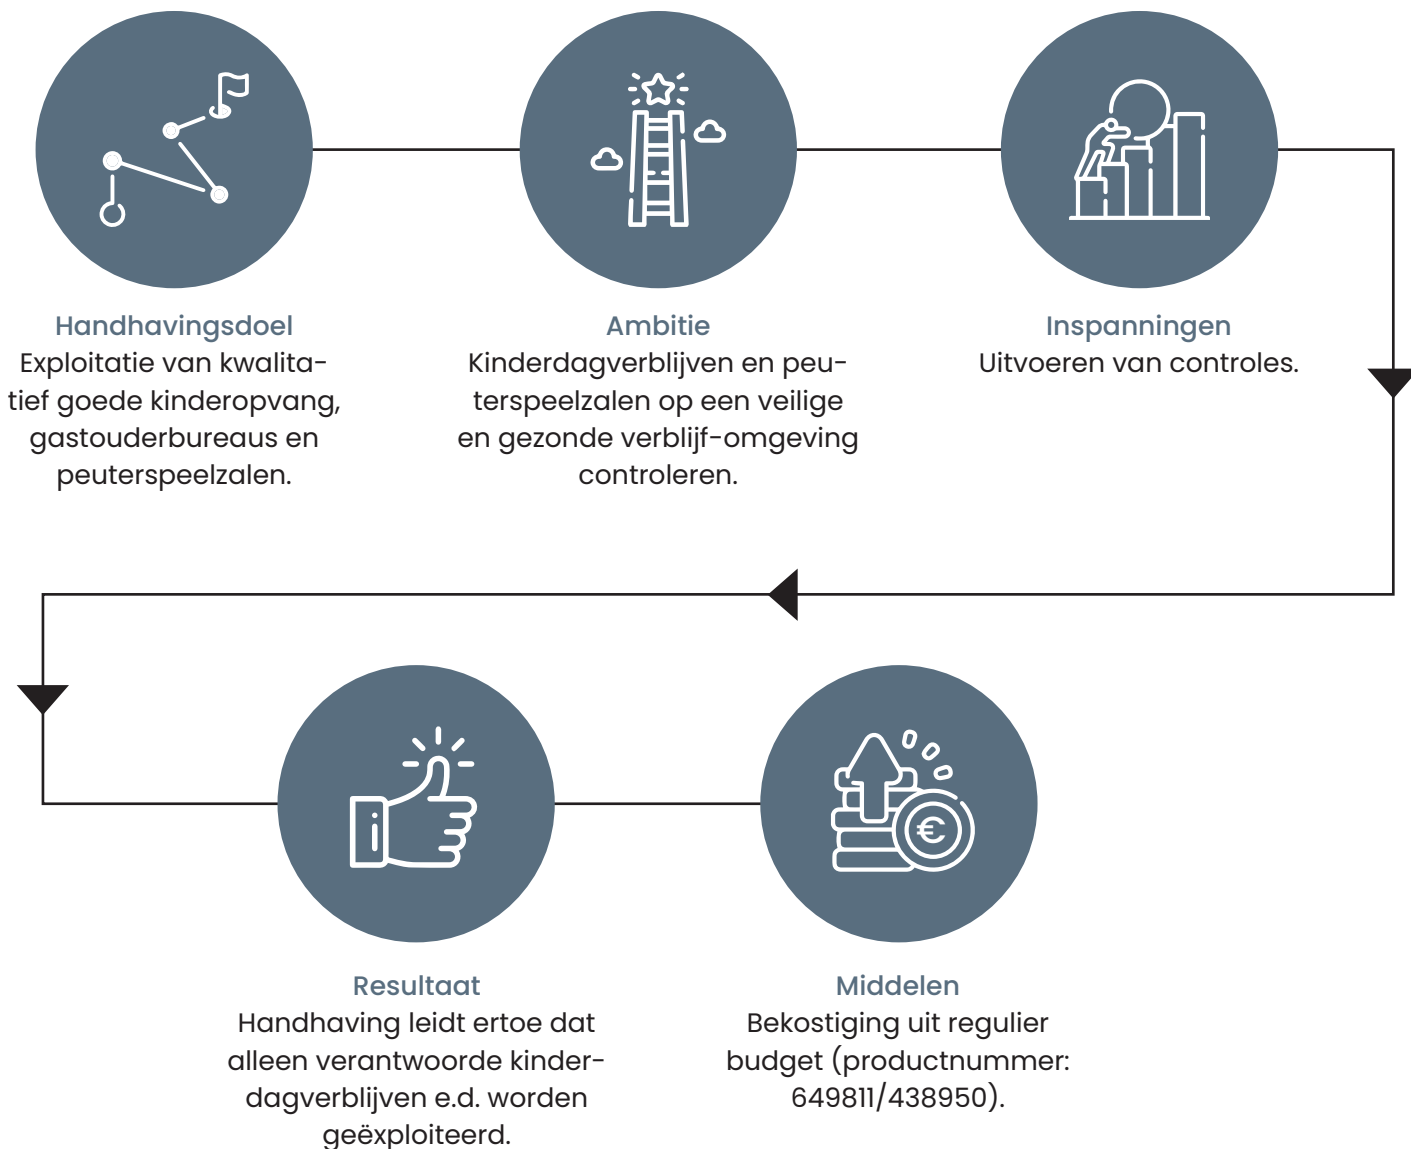 Handhavingsdoel
Exploitatie van kwalita-
tief goede kinderopvang,
gastouderbureaus en
peuterspeelzalen.
Ambitie
Kinderdagverblijven en peu-
terspeelzalen op een veilige
en gezonde verblijf-omgeving
controleren.
Inspanningen
Uitvoeren van controles.
Resultaat
Handhaving leidt ertoe dat
alleen verantwoorde kinder-
dagverblijven e.d. worden
geëxploiteerd.
Middelen
Bekostiging uit regulier
budget (productnummer:
649811/438950).